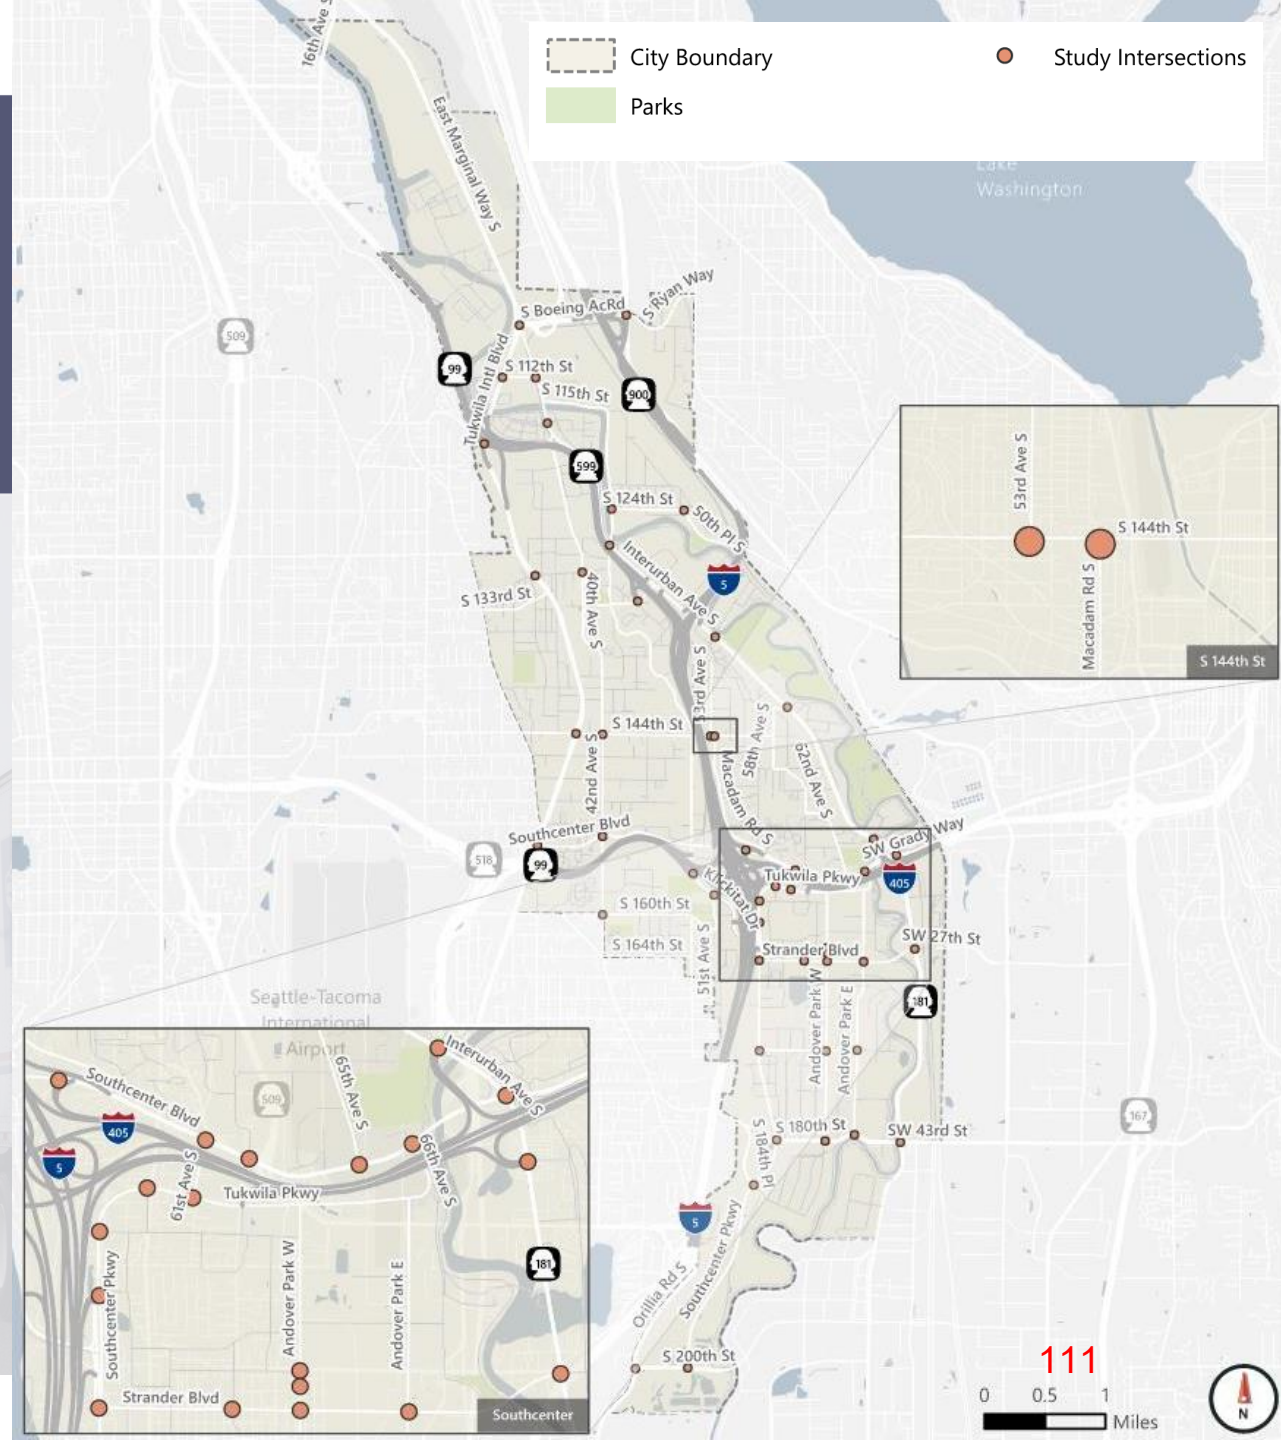 16th Ave S
City Boundary
Study Intersections
Parks
East Marginal Way S
Lake
Washington
S Ryan Way
S Boeing AcRd
509
99
Tukwila Intl Blvd
S 112th St
S 115th St
900
599
S 124th St
50th Pl S
53rd Ave S
S 144th St
Macadam Rd S
S 144th St
Interurban Ave S
5
S 133rd St
40th Ave S
53rd Ave S
S 144th St
58th Ave S
62nd Ave S
42nd Ave S
Macadam Rd S
Southcenter Blvd
SW Grady Way
518
99
Klickitat Dr
Tukwila Pkwy
405
S 160th St
S 164th St
51st Ave S
Strander Blvd
SW 27th St
181
Andover Park W
Andover Park E
Seattle-Tacoma
International
Airport
Interurban Ave S
65th Ave S
Southcenter Blvd
509
405
5
61st Ave S
66th Ave S
Tukwila Pkwy
181
Southcenter Pkwy
Andover Park W
Andover Park E
Strander Blvd
Southcenter
167
S 180th St
SW 43rd St
S 184th Pl
5
Southcenter Pkwy
Orillia Rd S
S 200th St
111
0 0.5 1
Miles
N